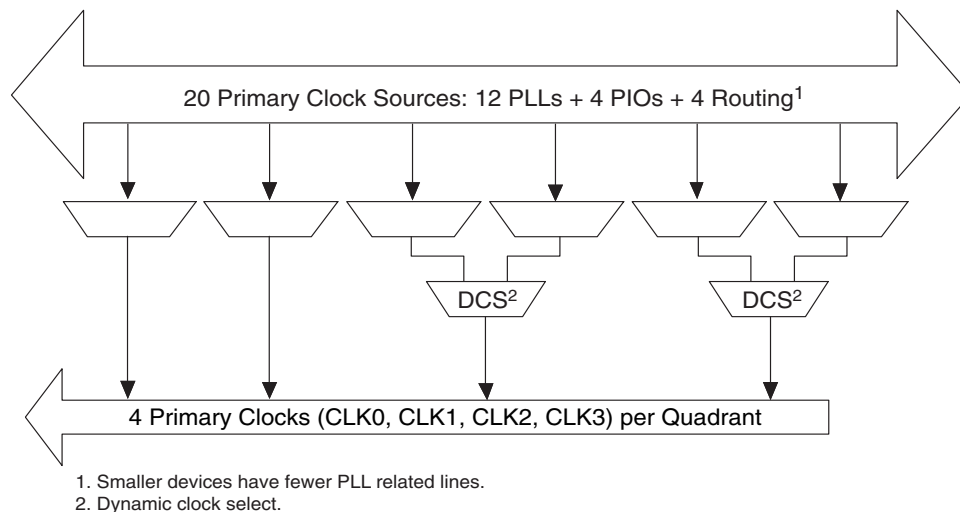 20 Primary Clock Sources: 12 PLLs + 4 PIOs + 4 Routing¹
DCS² DCS²
4 Primary Clocks (CLK0, CLK1, CLK2, CLK3) per Quadrant
1. Smaller devices have fewer PLL related lines.
2. Dynamic clock select.